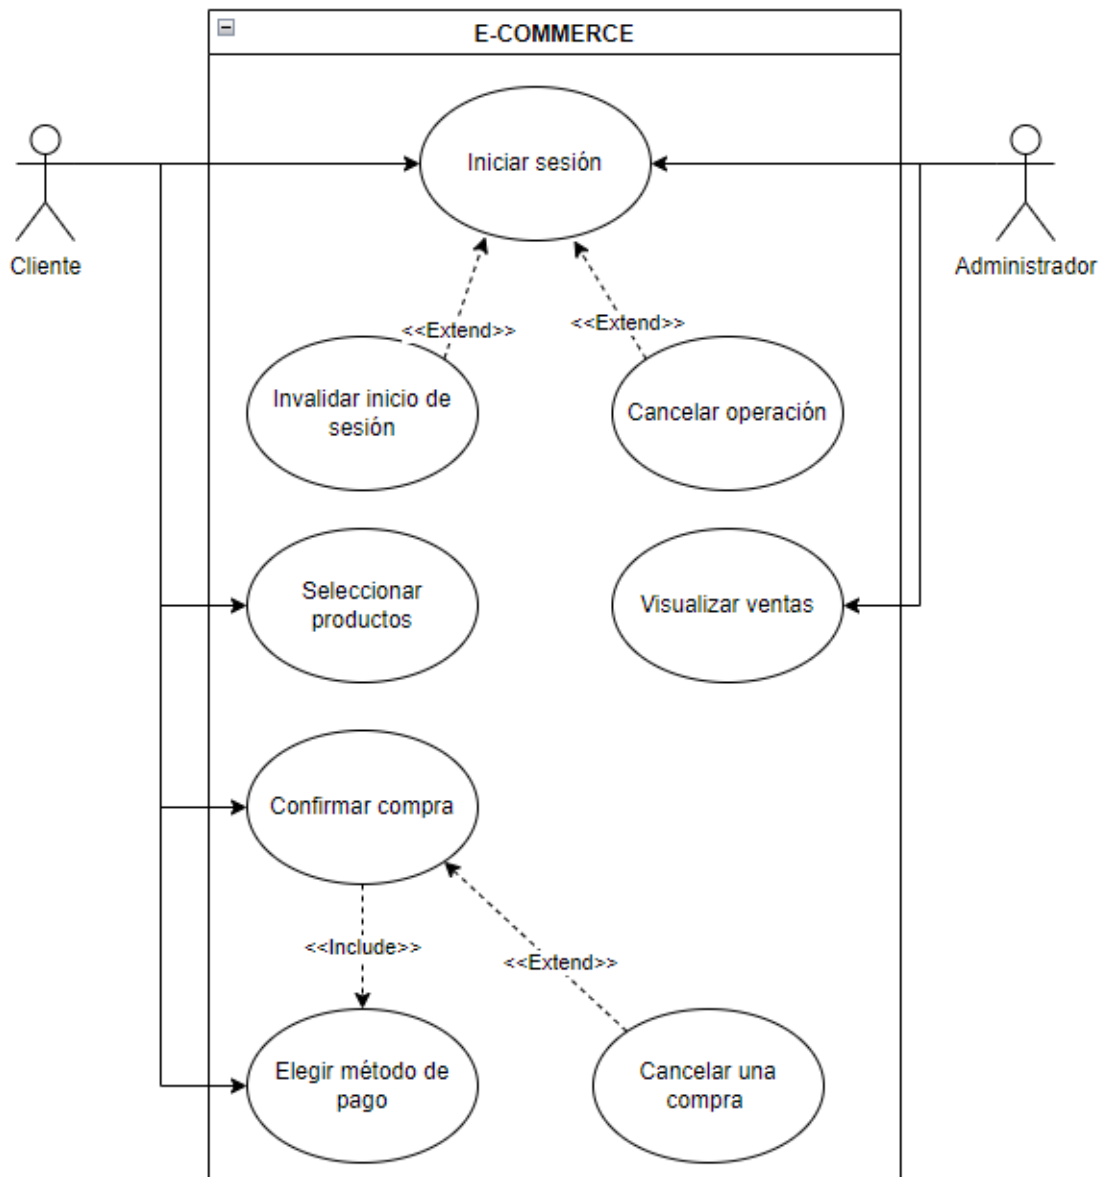 E-COMMERCE
Iniciar sesión
Cliente
Administrador
<<Extend>>
<<Extend>>
Invalidar inicio de
sesión
Cancelar operación
Seleccionar
productos
Visualizar ventas
Confirmar compra
<<Include>>
<<Extend>>
Elegir método de
pago
Cancelar una
compra